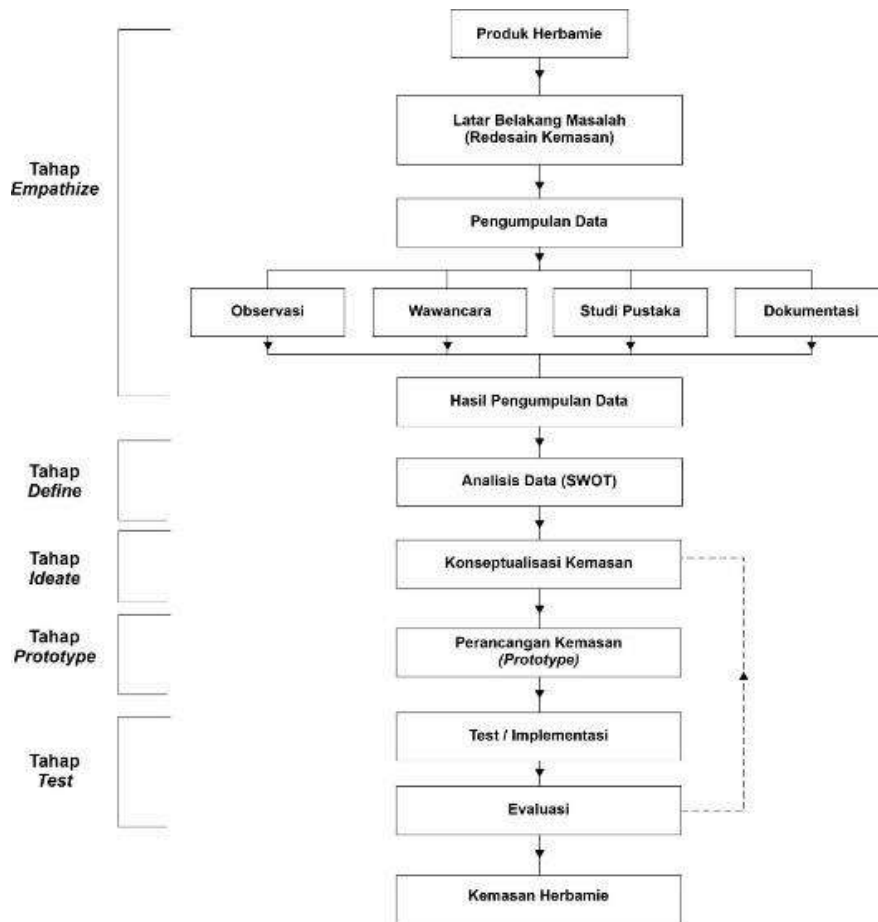 Produk Herbamie
Latar Belakang Masalah
(Redesain Kemasan)
Tahap
Empathize
Pengumpulan Data
Observasi
Wawancara
Studi Pustaka
Dokumentasi
Hasil Pengumpulan Data
Tahap
Define
Analisis Data (SWOT)
Tahap
Ideate
Konseptualisasi Kemasan
Tahap
Prototype
Perancangan Kemasan
(Prototype)
Tahap
Test
Test / Implementasi
Evaluasi
Kemasan Herbamie